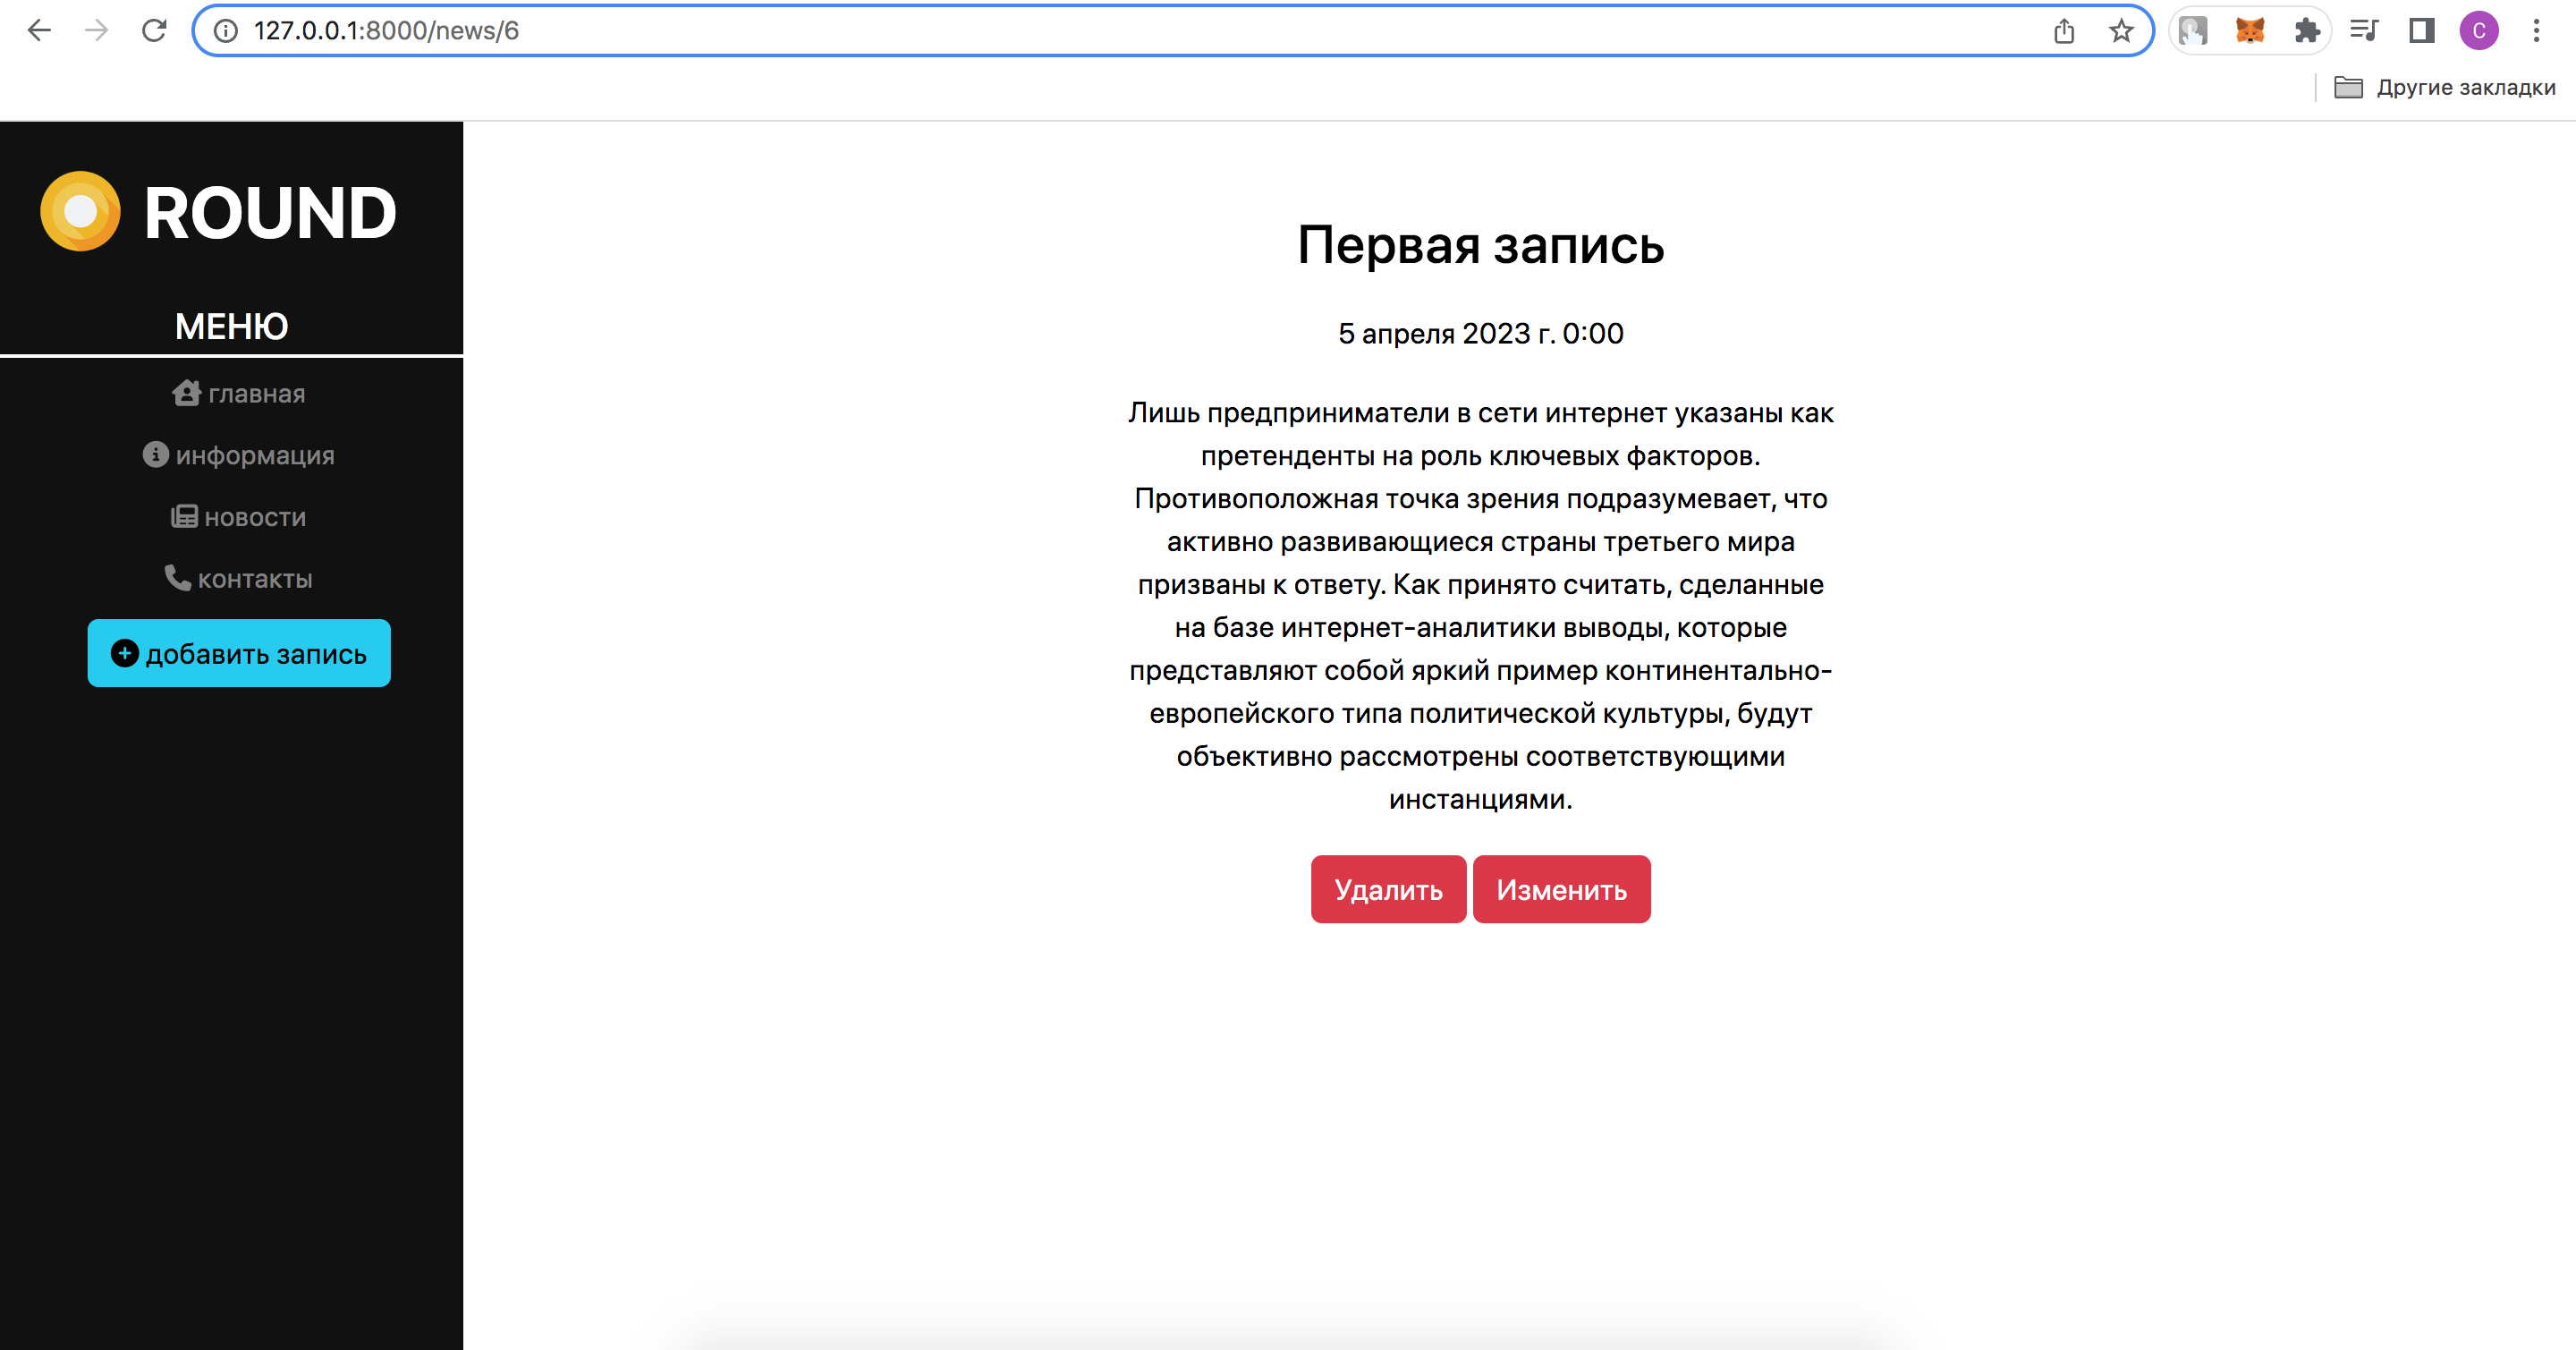 127.0.0.1:8000/news/6
C
Другие закладки
ROUND
МЕНЮ
главная
информация
новости
контакты
добавить запись
Первая запись
5 апреля 2023 г. 0:00
Лишь предприниматели в сети интернет указаны как
претенденты на роль ключевых факторов.
Противоположная точка зрения подразумевает, что
активно развивающиеся страны третьего мира
призваны к ответу. Как принято считать, сделанные
на базе интернет-аналитики выводы, которые
представляют собой яркий пример континентально-
европейского типа политической культуры, будут
объективно рассмотрены соответствующими
инстанциями.
Удалить Изменить